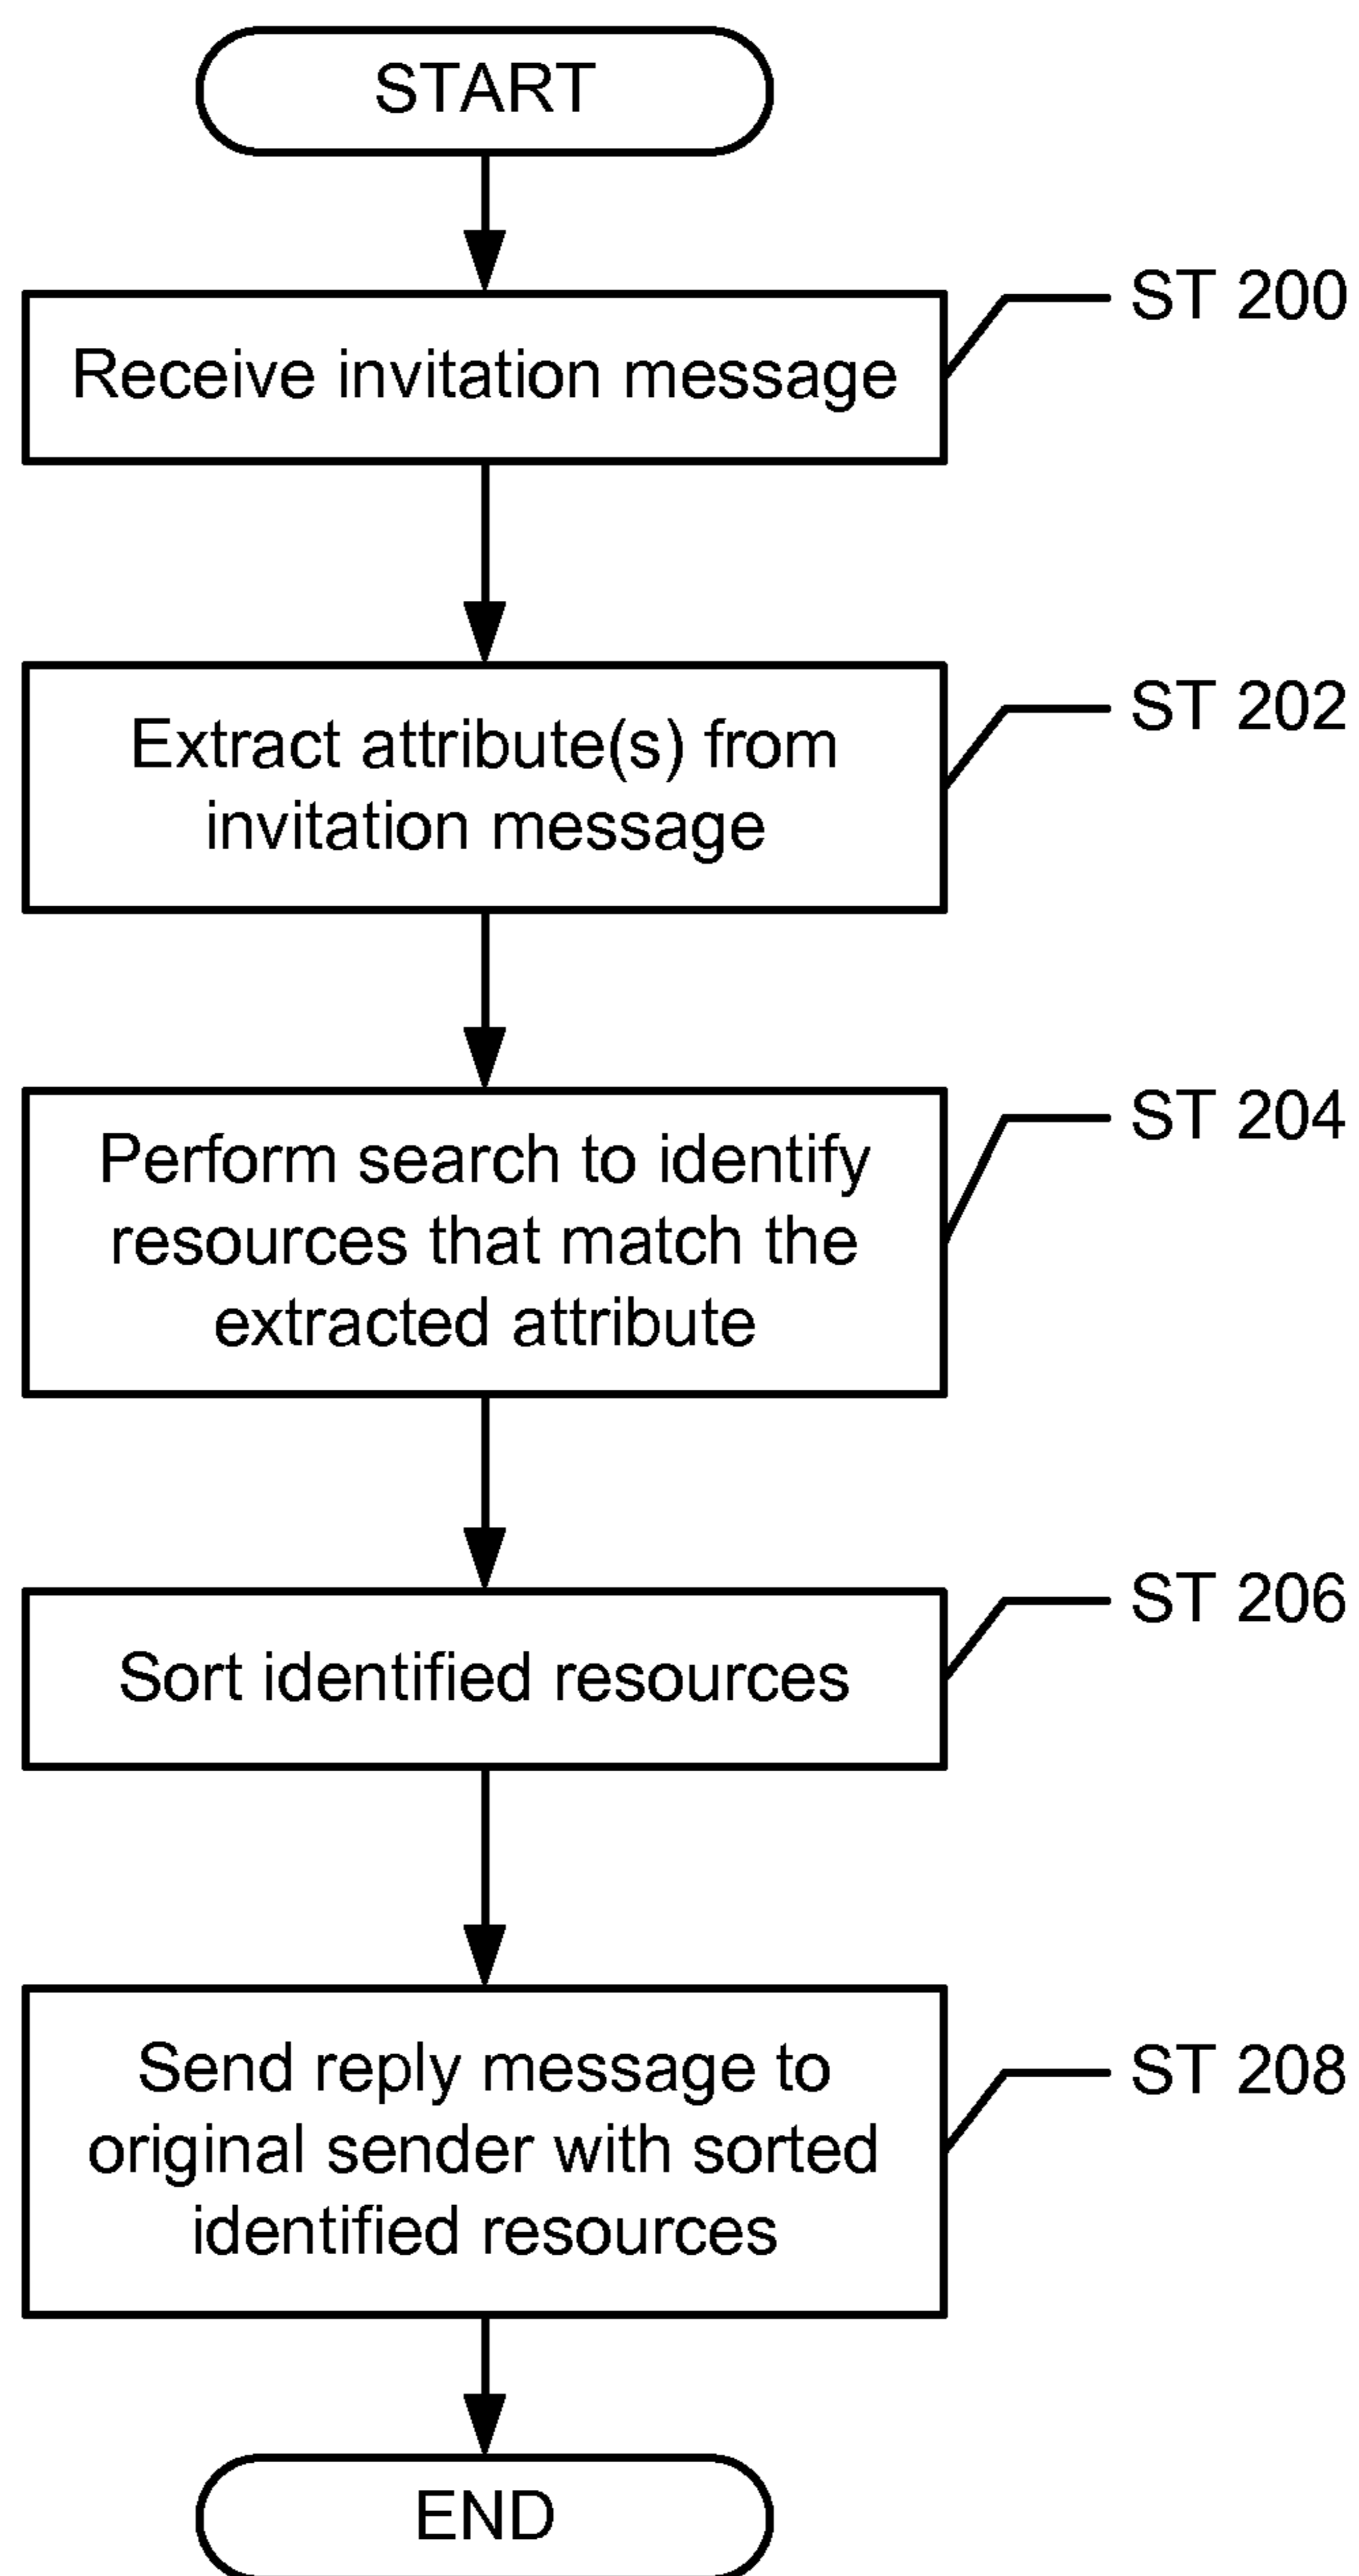 START
ST 200
Receive invitation message
ST 202
Extract attribute(s) from
invitation message
ST 204
Perform search to identify
resources that match the
extracted attribute
ST 206
Sort identified resources
ST 208
Send reply message to
original sender with sorted
identified resources
END